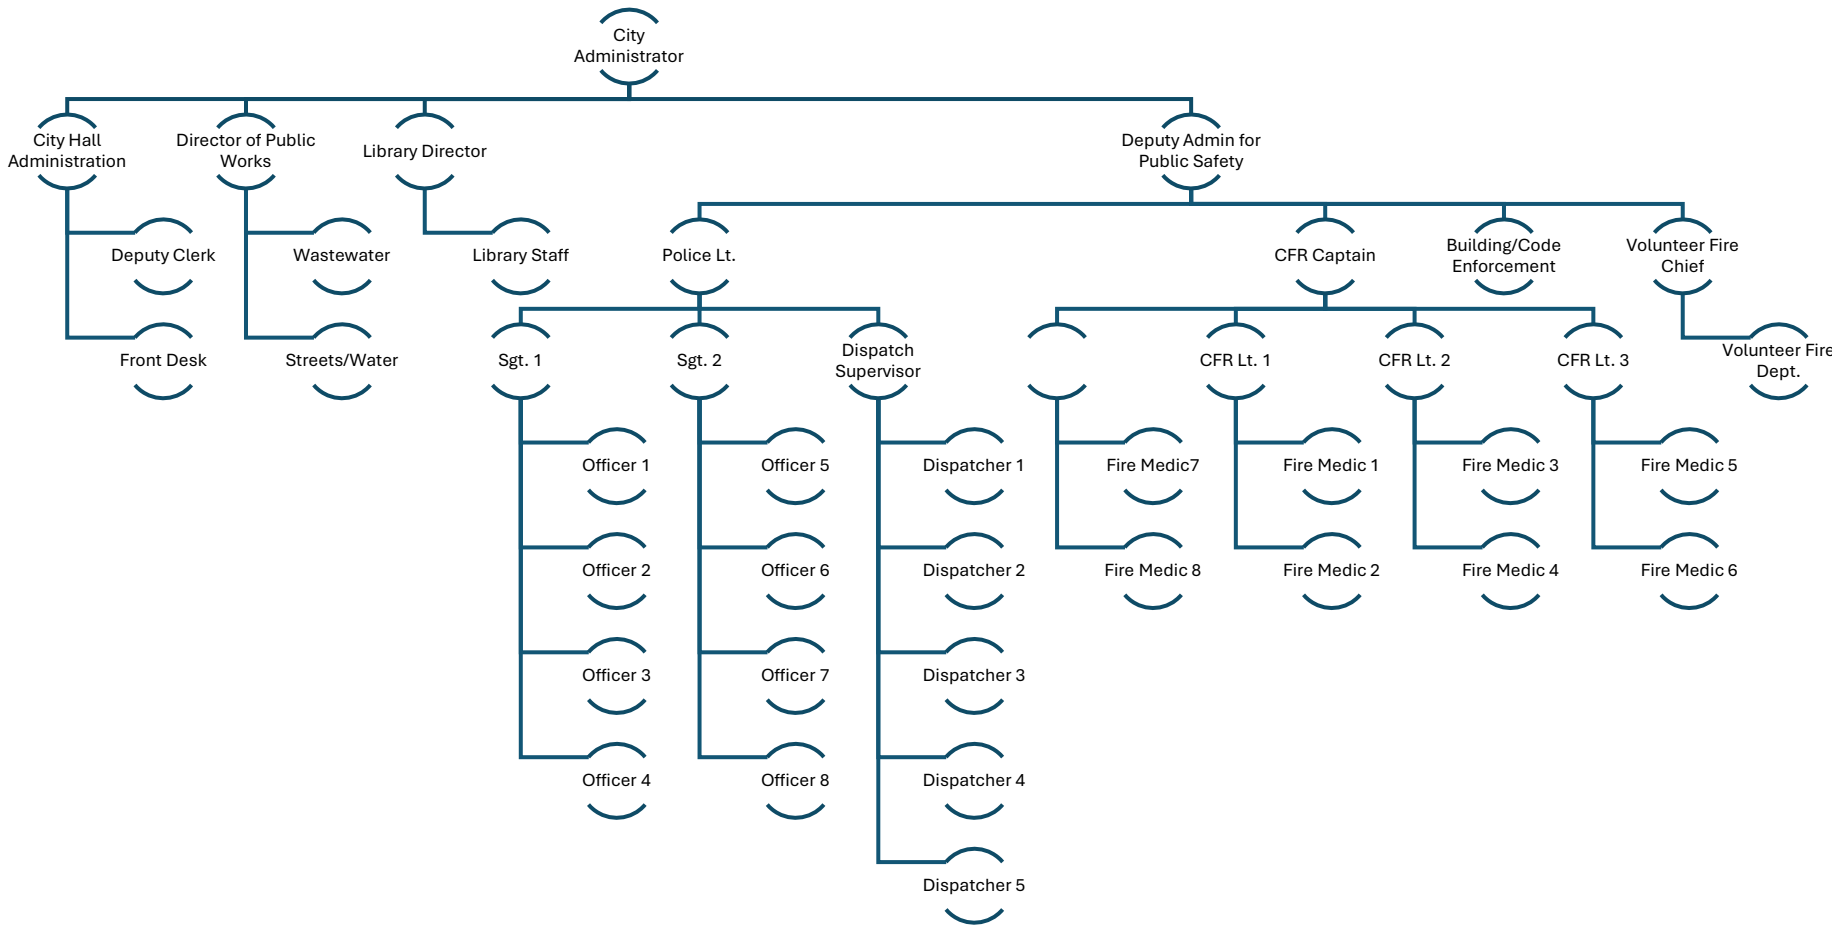 City
Administrator
City Hall
Administration
Director of Public
Works
Library Director
Deputy Admin for
Public Safety
Deputy Clerk
Wastewater
Library Staff
Police Lt.
CFR Captain
Building/Code
Enforcement
Volunteer Fire
Chief
Front Desk
Streets/Water
Sgt. 1
Sgt. 2
Dispatch
Supervisor
CFR Lt. 1
CFR Lt. 2
CFR Lt. 3
Volunteer Fire
Dept.
Officer 1
Officer 5
Dispatcher 1
Fire Medic7
Fire Medic 1
Fire Medic 3
Fire Medic 5
Officer 2
Officer 6
Dispatcher 2
Fire Medic 8
Fire Medic 2
Fire Medic 4
Fire Medic 6
Officer 3
Officer 7
Dispatcher 3
Officer 4
Officer 8
Dispatcher 4
Dispatcher 5